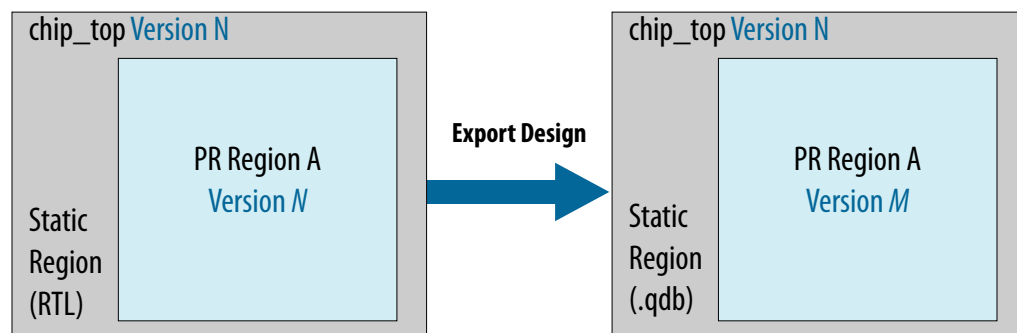 chip_top Version N
PR Region A
Version N
Static
Region
(RTL)
Export Design
chip_top Version N
PR Region A
Version M
Static
Region
(.qdb)